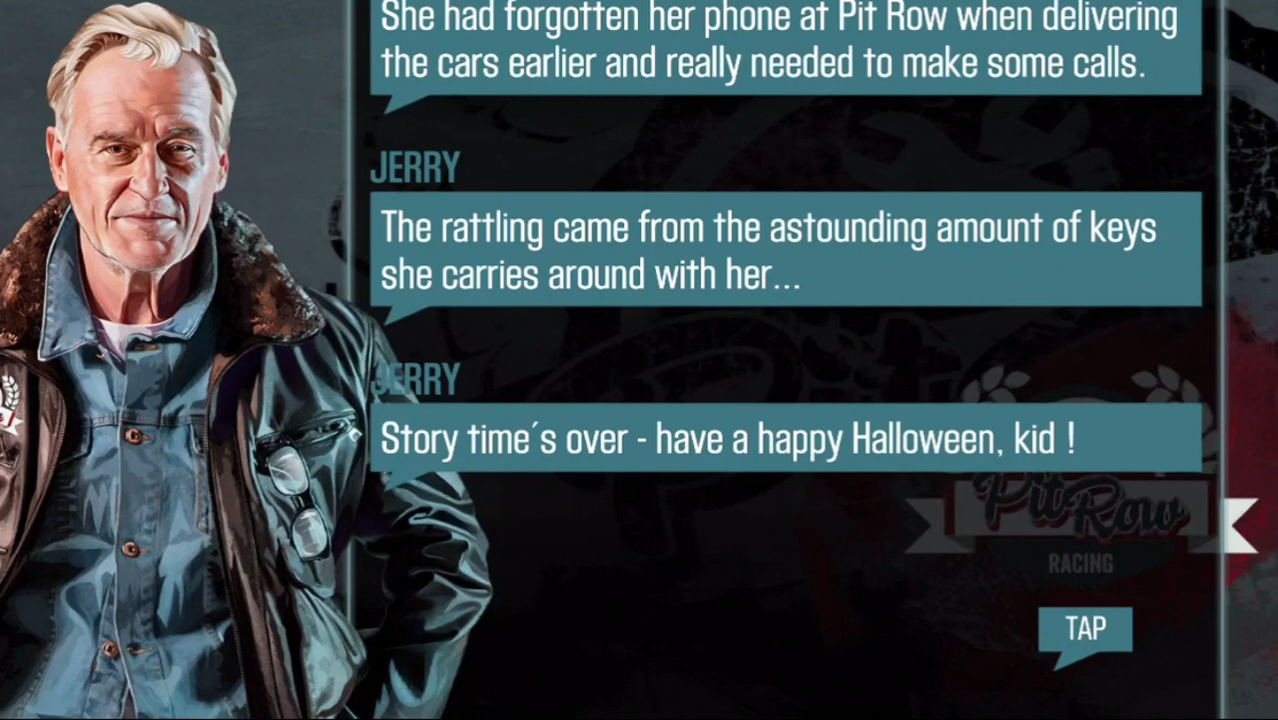 She had forgotten her phone at Pit Row when delivering
the cars earlier and really needed to make some calls.
JERRY
The rattling came from the astounding amount of keys
she carries around with her...
JERRY
Story time´s over - have a happy Halloween, kid !
Pit Row
RACING
TAP